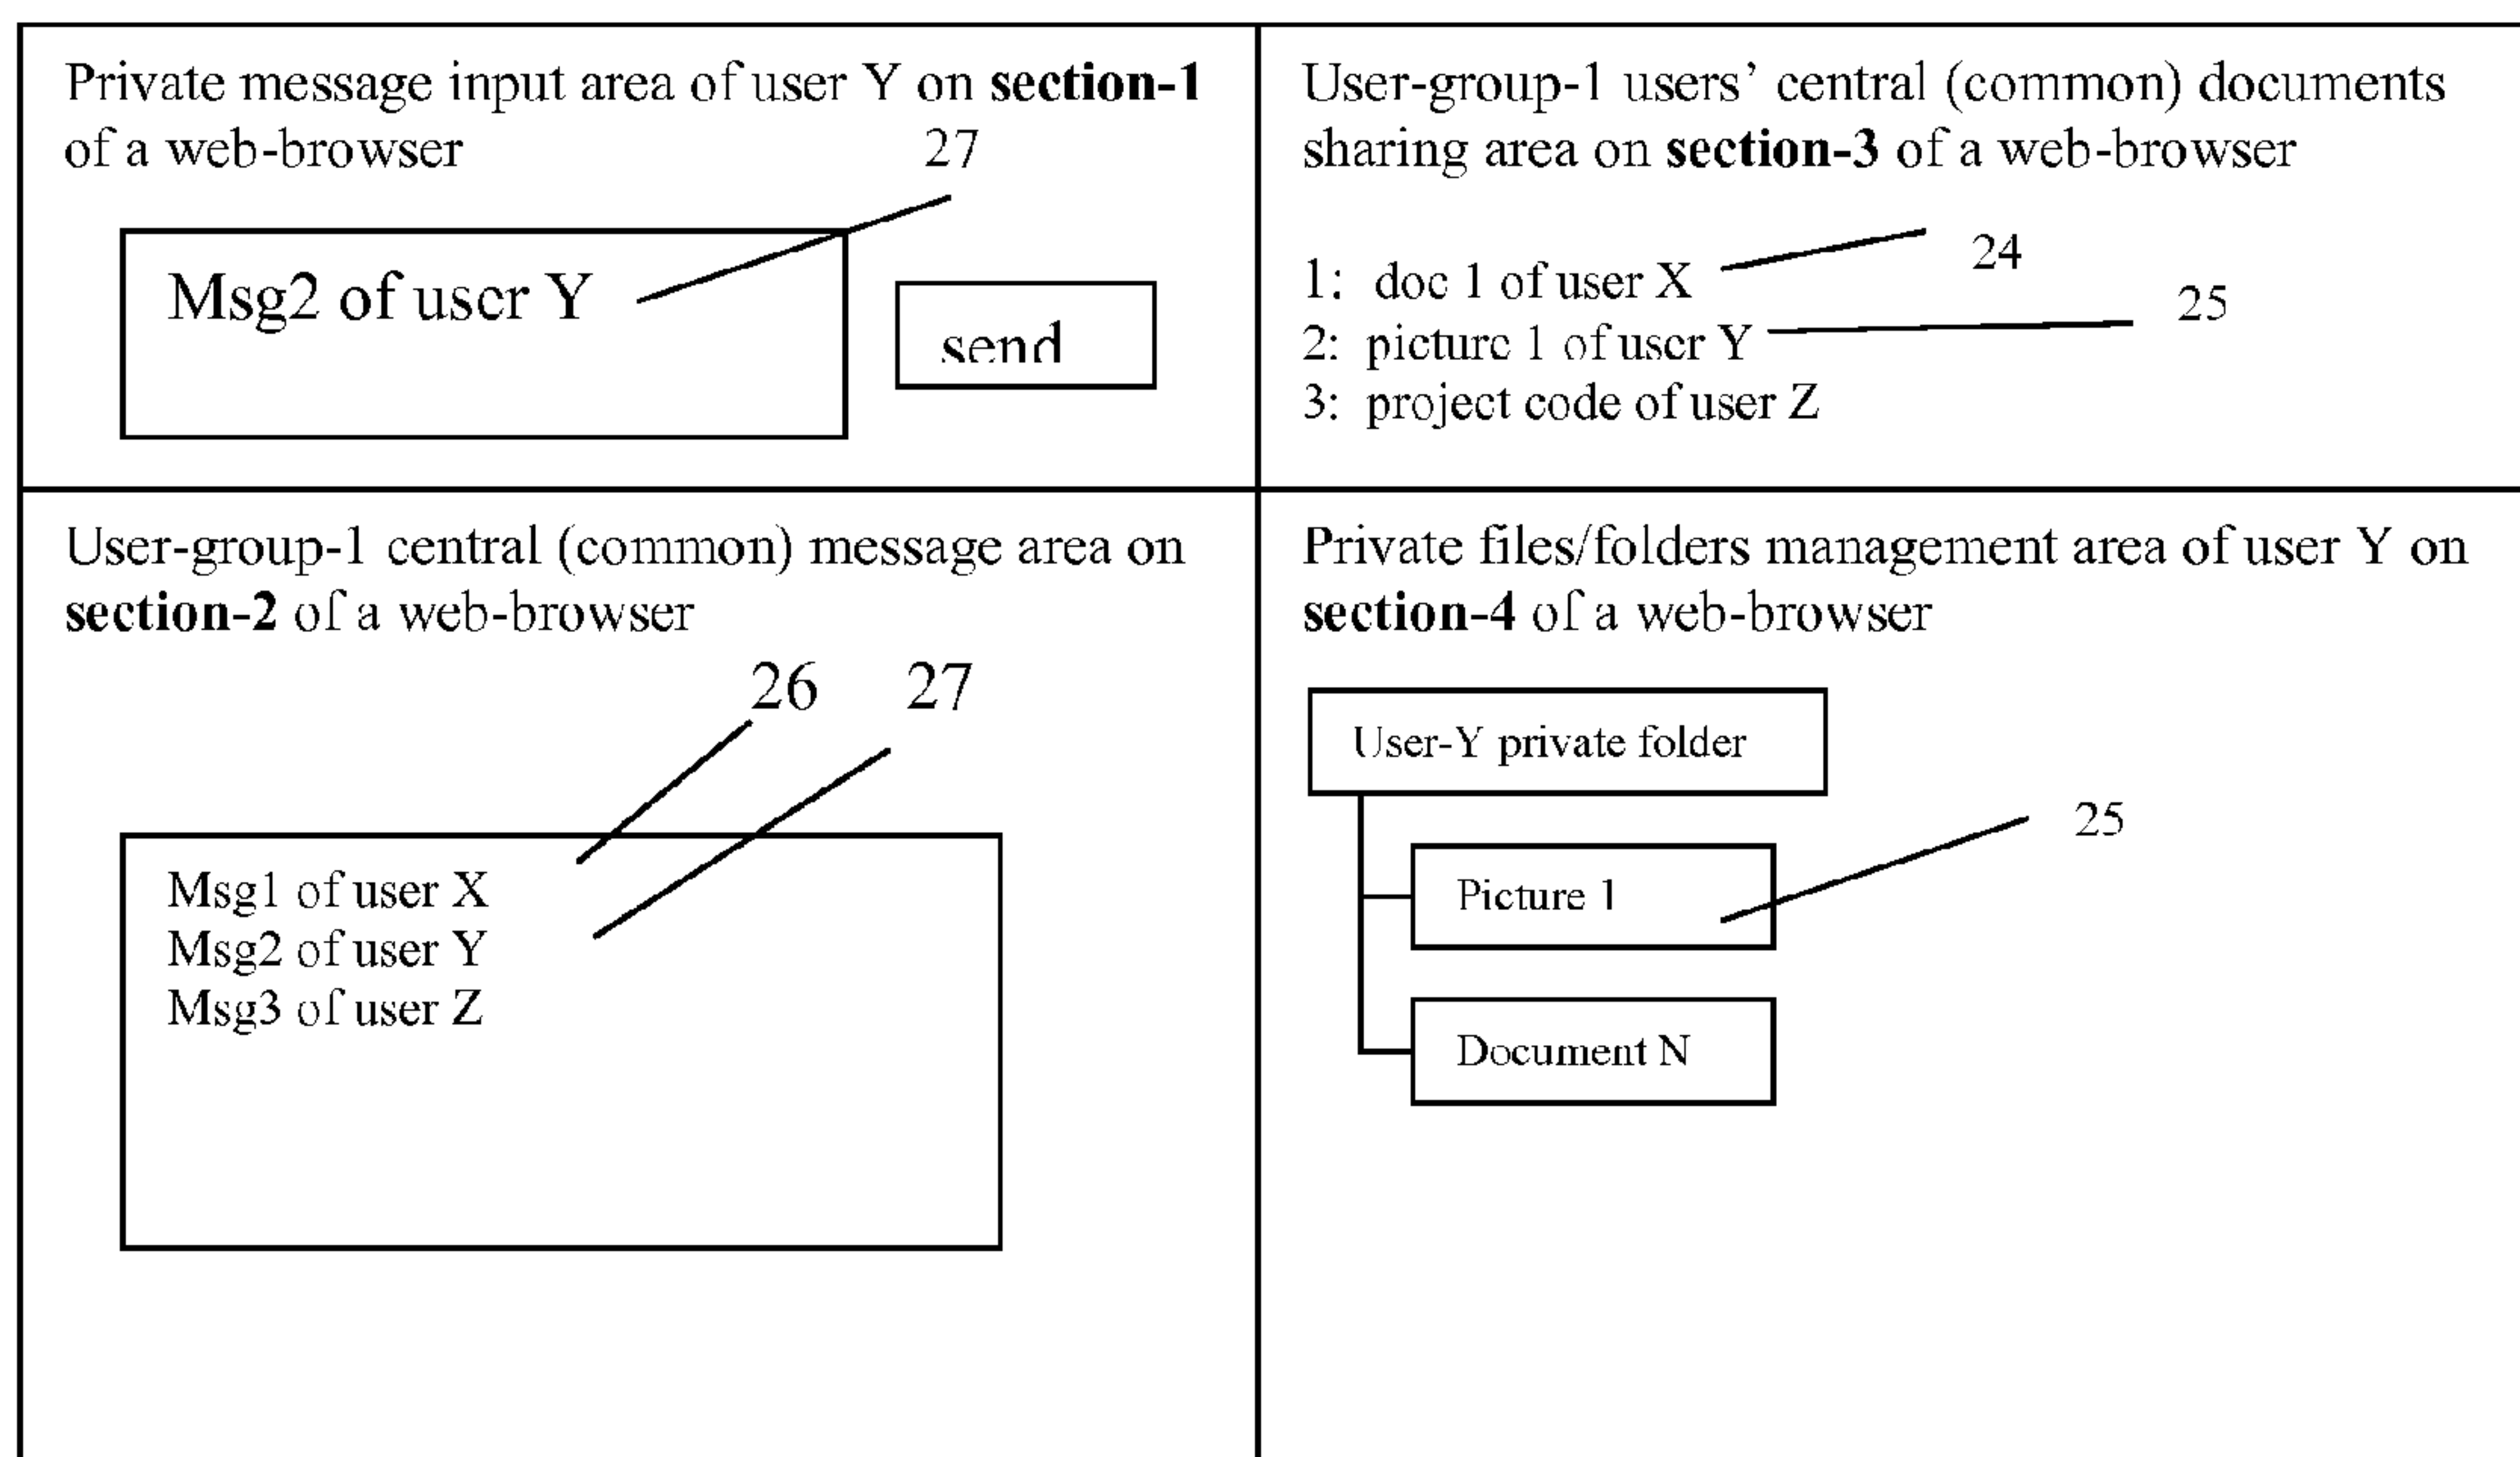 Private message input area of user Y on section-1
of a web-browser
27
Msg2 of user Y
send
User-group-1 users’ central (common) documents
sharing area on section-3 of a web-browser
24
1: doc 1 of user X
25
2: picture 1 of user Y
3: project code of user Z
User-group-1 central (common) message area on
section-2 of a web-browser
26 27
Msg1 of user X
Msg2 of user Y
Msg3 of user Z
Private files/folders management area of user Y on
section-4 of a web-browser
User-Y private folder
25
Picture 1
Document N